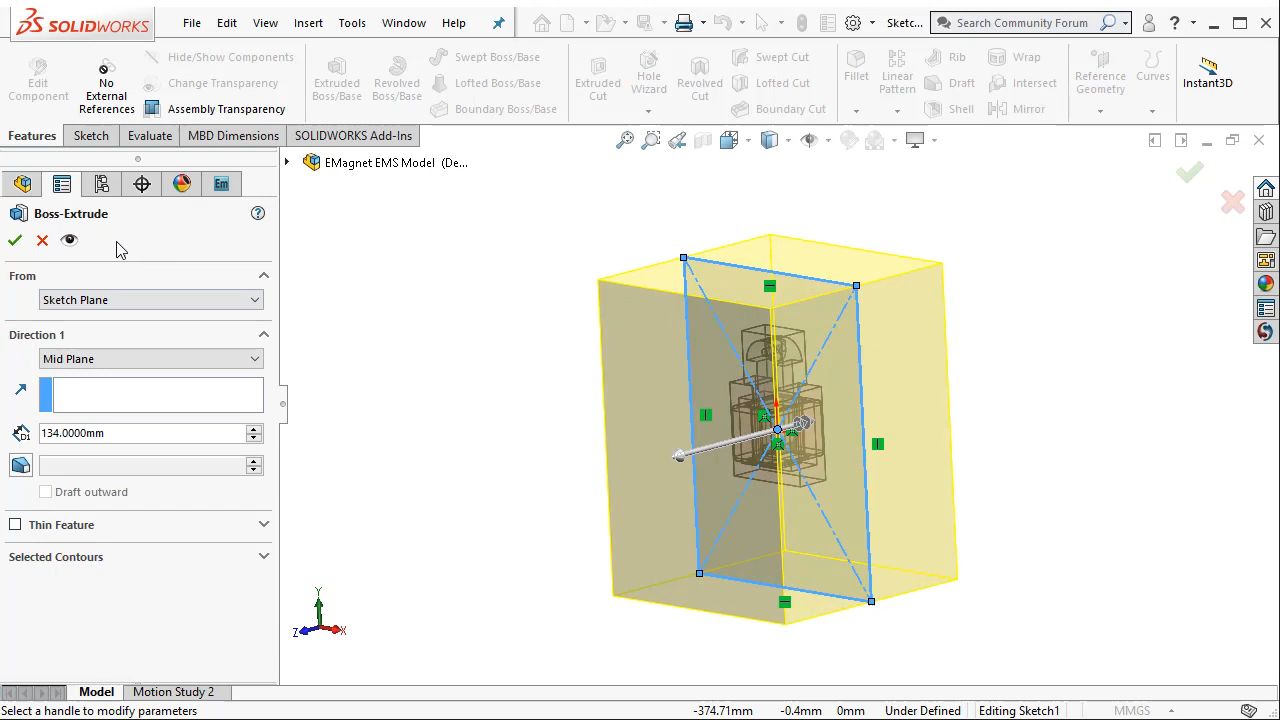 SOLIDWORKS
File Edit View Insert Tools Window Help
Sketc...
Search Community Forum
?
Edit Component
No External References
Hide/Show Components
Change Transparency
Assembly Transparency
Extruded Boss/Base
Revolved Boss/Base
Swept Boss/Base
Lofted Boss/Base
Boundary Boss/Base
Extruded Cut
Hole Wizard
Revolved Cut
Swept Cut
Lofted Cut
Boundary Cut
Fillet
Linear Pattern
Rib
Draft
Shell
Wrap
Intersect
Mirror
Reference Geometry
Curves
Instant3D
Features Sketch Evaluate MBD Dimensions SOLIDWORKS Add-Ins
EMagnet EMS Model (De...
Em
Boss-Extrude
?
From
Sketch Plane
Direction 1
Mid Plane
D1
134.0000mm
Draft outward
Thin Feature
Selected Contours
Y
Z
X
Model Motion Study 2
Select a handle to modify parameters
-374.71mm -0.4mm 0mm Under Defined Editing Sketch1 MMGS